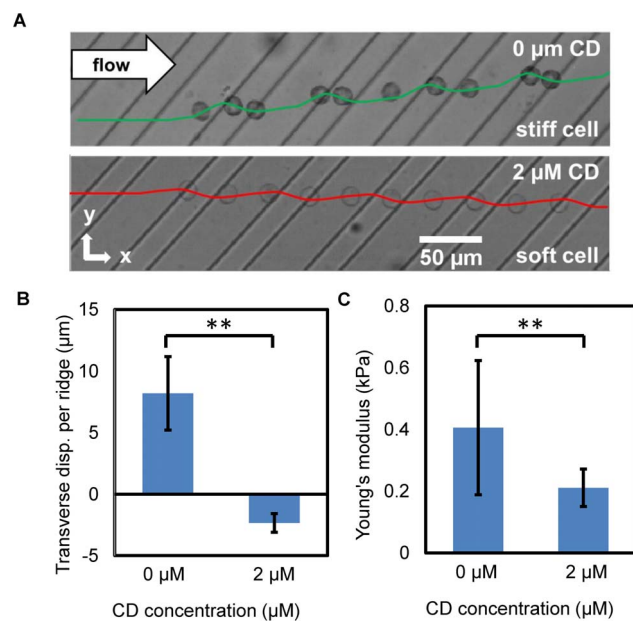 A
flow
0 µm CD
stiff cell
2 µM CD
y
x
50 µm
soft cell
B
Transverse disp. per ridge (µm)
15
10
5
0
-5
**
0 µM
2 µM
CD concentration (µM)
C
Young's modulus (kPa)
0.8
0.6
0.4
0.2
0
**
0 µM
2 µM
CD concentration (µM)